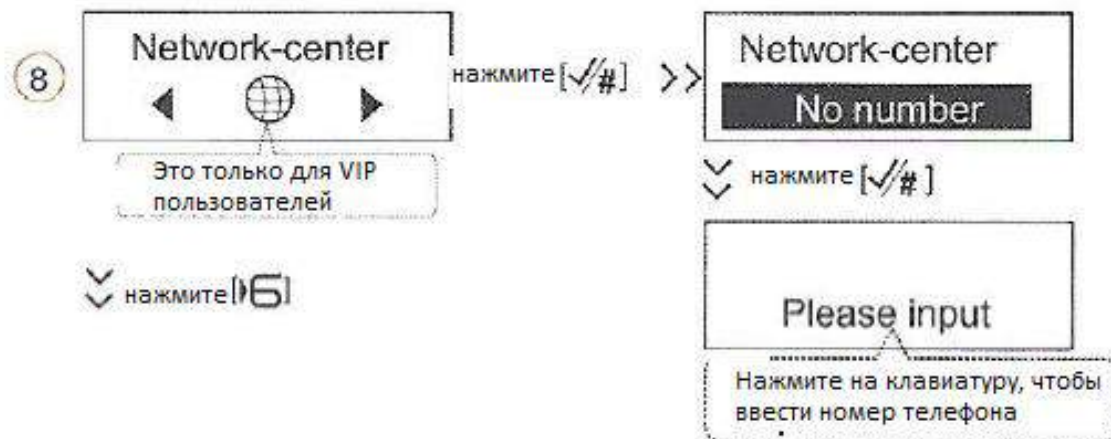 8
Network-center
нажмите [✓/#] >>
Network-center
No number
Это только для VIP
пользователей
нажмите [✓/#]
нажмите [▶6]
Please input
Нажмите на клавиатуру, чтобы
ввести номер телефона